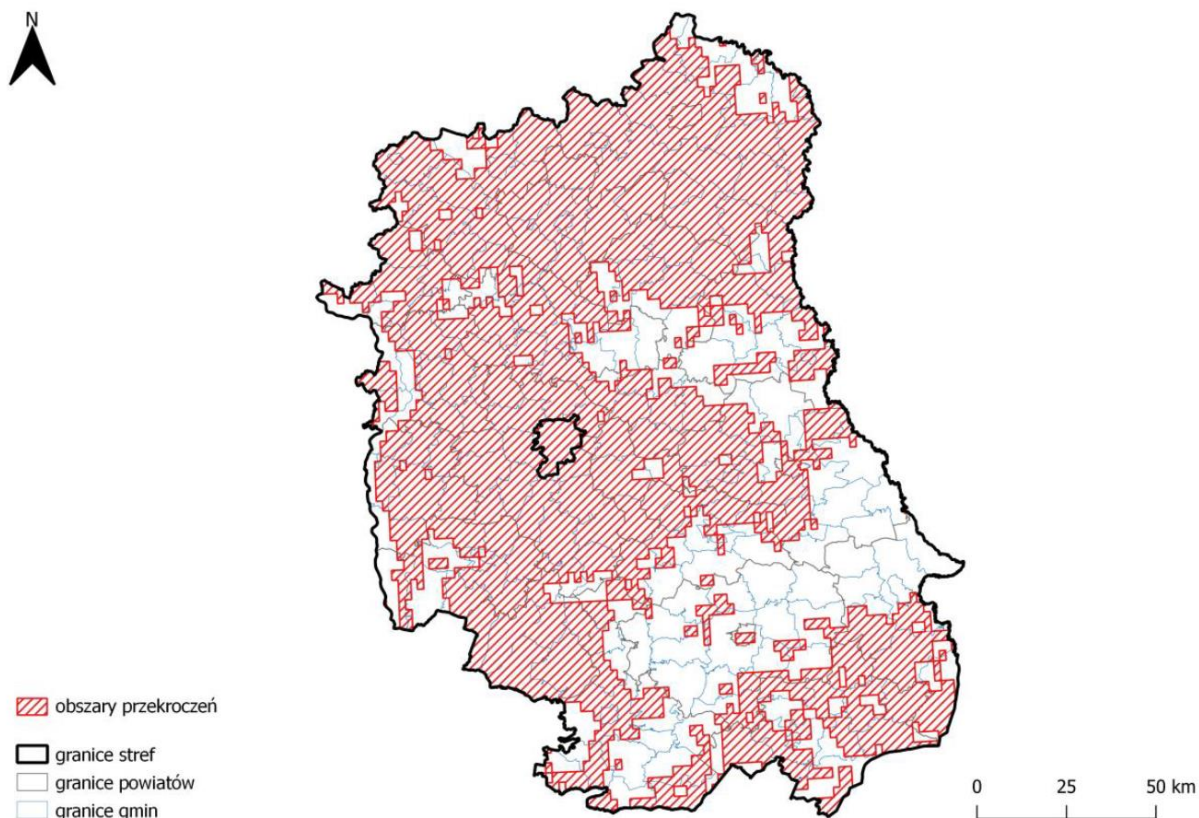 N
obszary przekroczeń
granice stref
granice powiatów
granice gmin
0 25 50 km